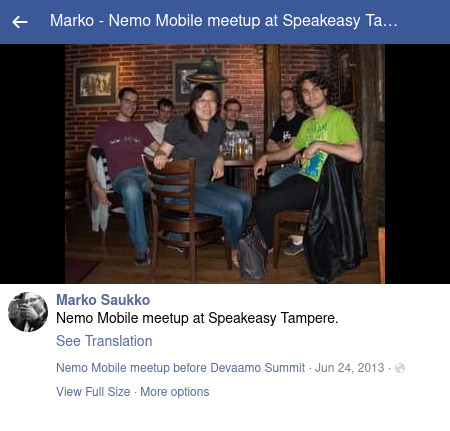 Marko - Nemo Mobile meetup at Speakeasy Ta…
Marko Saukko
Nemo Mobile meetup at Speakeasy Tampere.
See Translation
Nemo Mobile meetup before Devaamo Summit · Jun 24, 2013 ·
View Full Size · More options